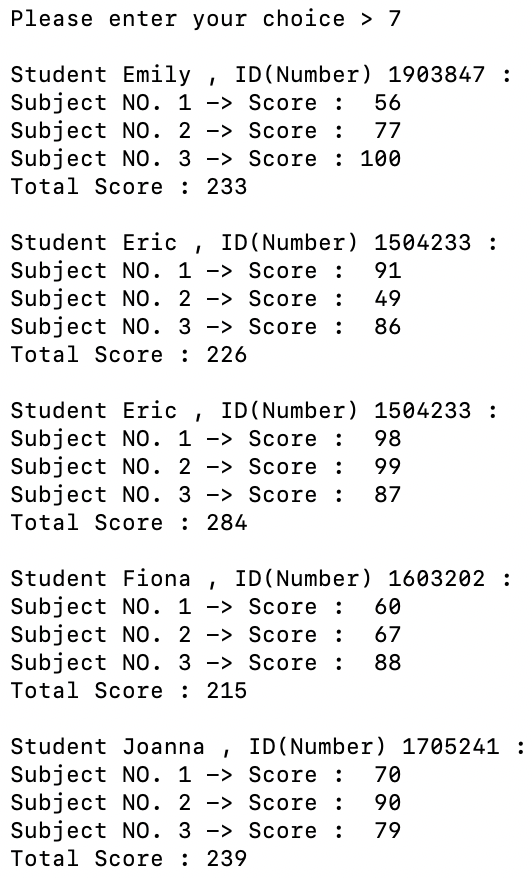 Please enter your choice > 7
Student Emily , ID(Number) 1903847 :
Subject NO. 1 -> Score :  56
Subject NO. 2 -> Score :  77
Subject NO. 3 -> Score : 100
Total Score : 233
Student Eric , ID(Number) 1504233 :
Subject NO. 1 -> Score :  91
Subject NO. 2 -> Score :  49
Subject NO. 3 -> Score :  86
Total Score : 226
Student Eric , ID(Number) 1504233 :
Subject NO. 1 -> Score :  98
Subject NO. 2 -> Score :  99
Subject NO. 3 -> Score :  87
Total Score : 284
Student Fiona , ID(Number) 1603202 :
Subject NO. 1 -> Score :  60
Subject NO. 2 -> Score :  67
Subject NO. 3 -> Score :  88
Total Score : 215
Student Joanna , ID(Number) 1705241 :
Subject NO. 1 -> Score :  70
Subject NO. 2 -> Score :  90
Subject NO. 3 -> Score :  79
Total Score : 239